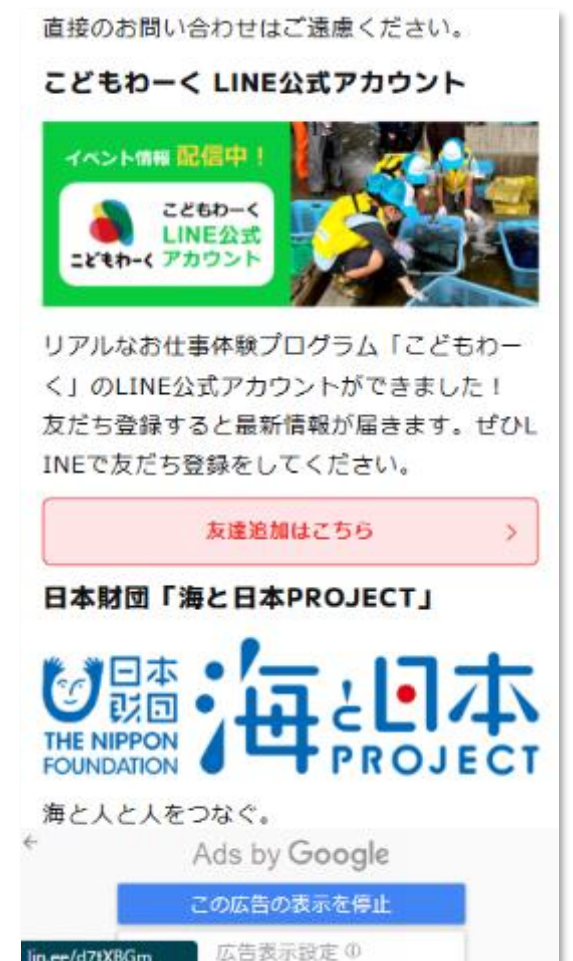 直接のお問い合わせはご遠慮ください。
こどもわーく LINE公式アカウント
イベント情報 配信中！
こどもわーく
こどもわーく
LINE公式
アカウント
リアルなお仕事体験プログラム「こどもわー
く」のLINE公式アカウントができました！
友だち登録すると最新情報が届きます。ぜひL
INEで友だち登録をしてください。
友達追加はこちら
日本財団「海と日本PROJECT」
日本
財団
THE NIPPON
FOUNDATION
海と日本
PROJECT
海と人と人をつなぐ。
Ads by Google
この広告の表示を停止
広告表示設定
lin.ee/d7tXBGm